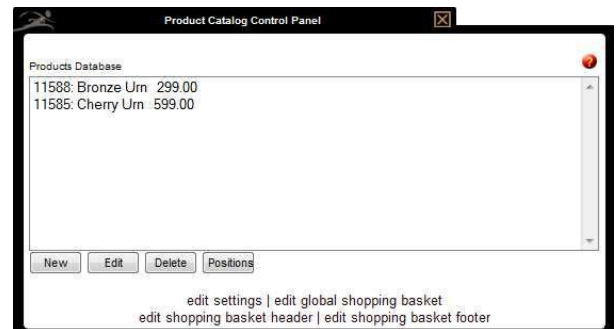 Product Catalog Control Panel
Products Database
?
11588: Bronze Urn 299.00
11585: Cherry Urn 599.00
New Edit Delete Positions
edit settings | edit global shopping basket
edit shopping basket header | edit shopping basket footer